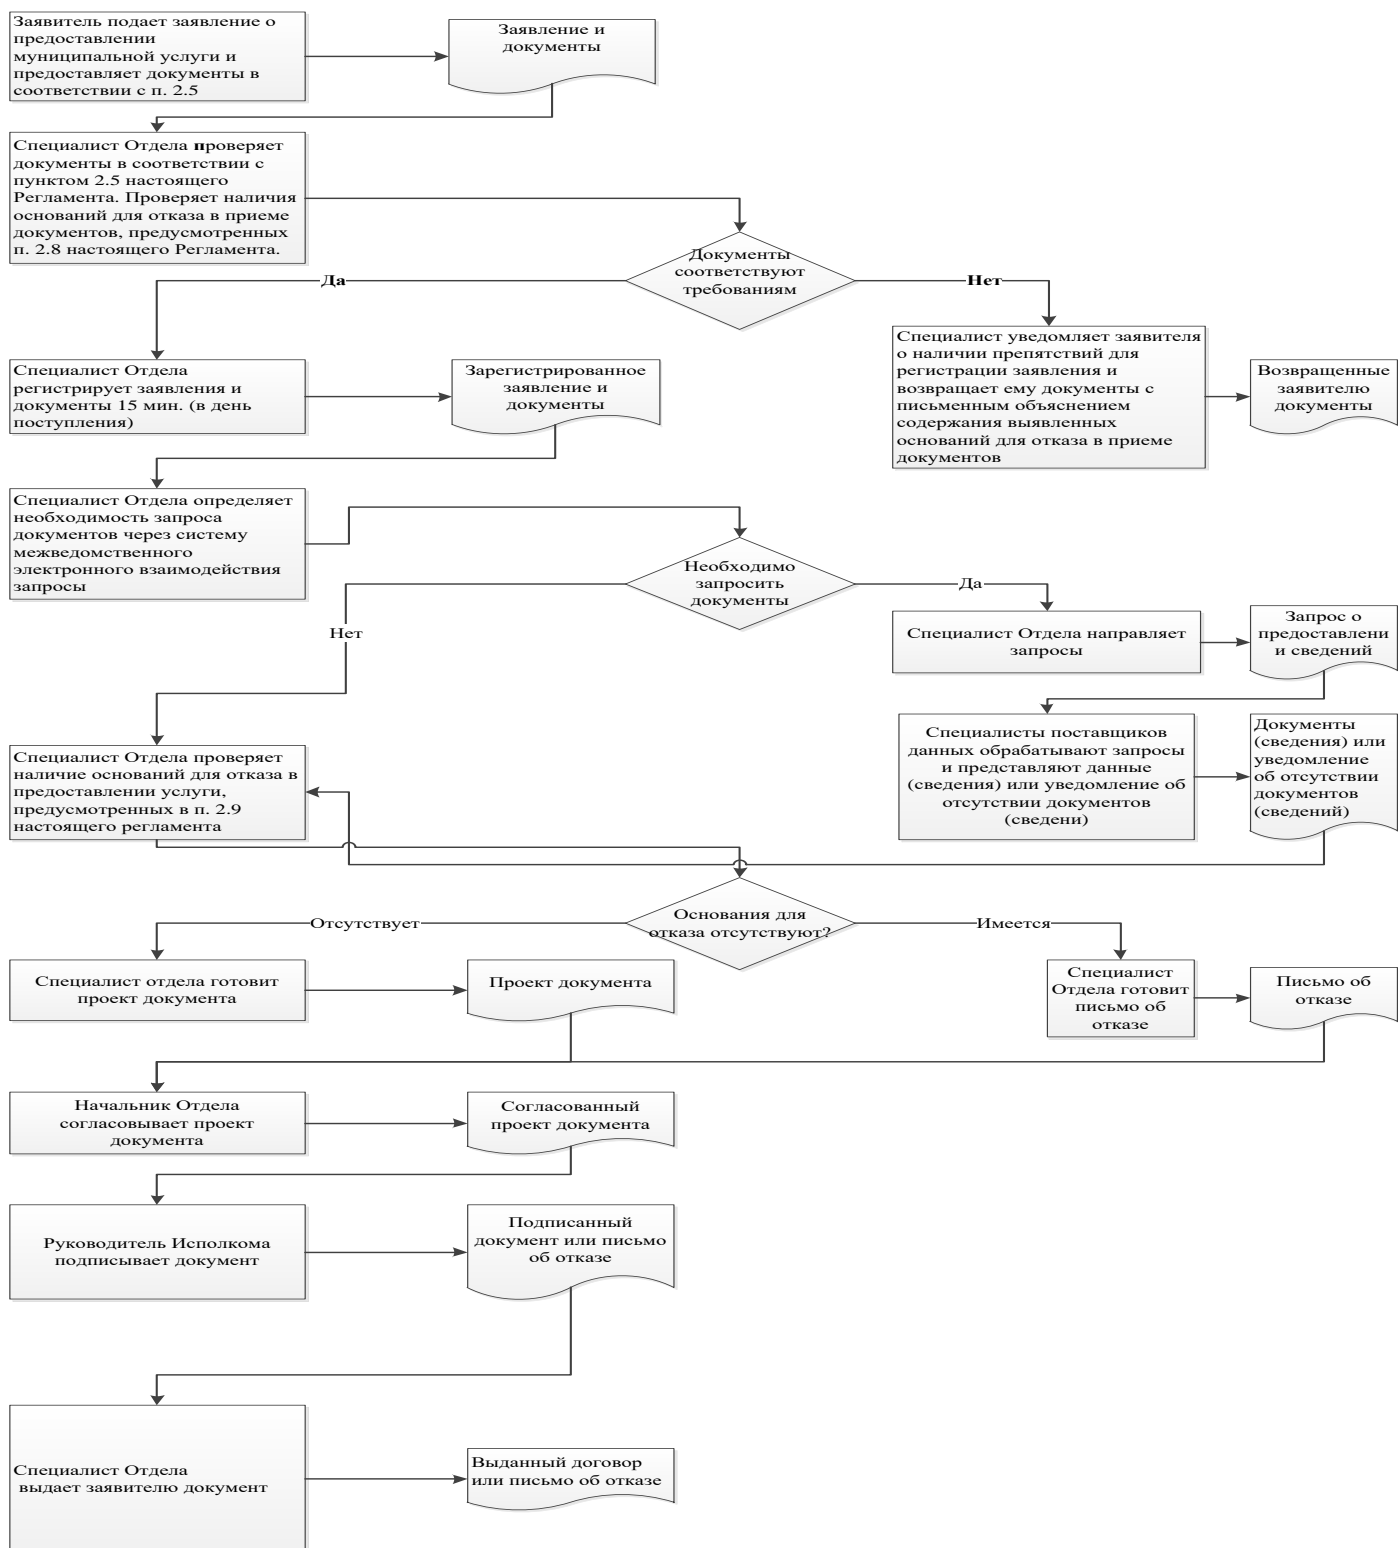 Заявитель подает заявление о
предоставлении
муниципальной услуги и
предоставляет документы в
соответствии с п. 2.5
Заявление и
документы
Специалист Отдела проверяет
документы в соответствии с
пунктом 2.5 настоящего
Регламента. Проверяет наличия
оснований для отказа в приеме
документов, предусмотренных
п. 2.8 настоящего Регламента.
Документы
соответствуют
требованиям
Да
Нет
Специалист Отдела
регистрирует заявления и
документы 15 мин. (в день
поступления)
Зарегистрированное
заявление и
документы
Специалист уведомляет заявителя
о наличии препятствий для
регистрации заявления и
возвращает ему документы с
письменным объяснением
содержания выявленных
оснований для отказа в приеме
документов
Возвращенные
заявителю
документы
Специалист Отдела определяет
необходимость запроса
документов через систему
межведомственного
электронного взаимодействия
запросы
Необходимо
запросить
документы
Да
Нет
Специалист Отдела направляет
запросы
Запрос о
предоставлени
и сведений
Специалист Отдела проверяет
наличие оснований для отказа в
предоставлении услуги,
предусмотренных в п. 2.9
настоящего регламента
Специалисты поставщиков
данных обрабатывают запросы
и представляют данные
(сведения) или уведомление об
отсутствии документов
(сведени)
Документы
(сведения) или
уведомление
об отсутствии
документов
(сведений)
Основания для
отказа отсутствуют?
Отсутствует
Имеется
Специалист отдела готовит
проект документа
Проект документа
Специалист
Отдела готовит
письмо об
отказе
Письмо об
отказе
Начальник Отдела
согласовывает проект
документа
Согласованный
проект документа
Руководитель Исполкома
подписывает документ
Подписанный
документ или письмо
об отказе
Специалист Отдела
выдает заявителю документ
Выданный договор
или письмо об отказе